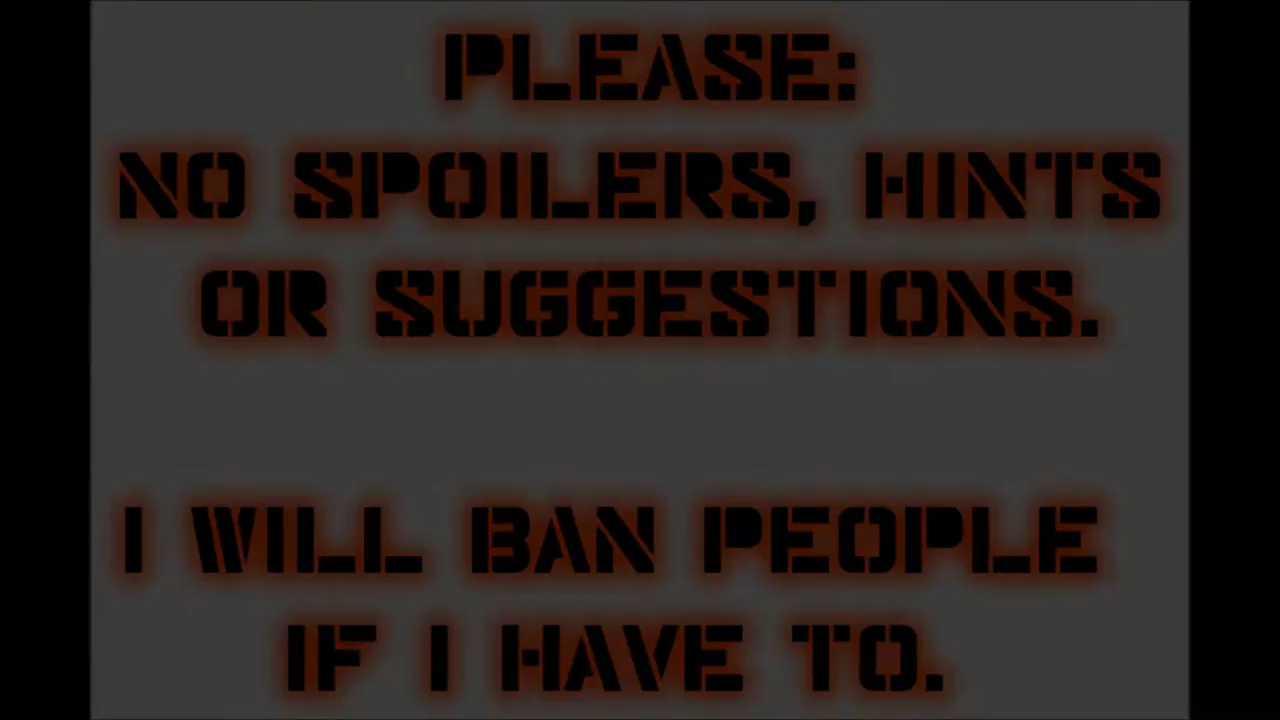 PLEASE:
NO SPOILERS, HINTS
OR SUGGESTIONS.
I WILL BAN PEOPLE
IF I HAVE TO.